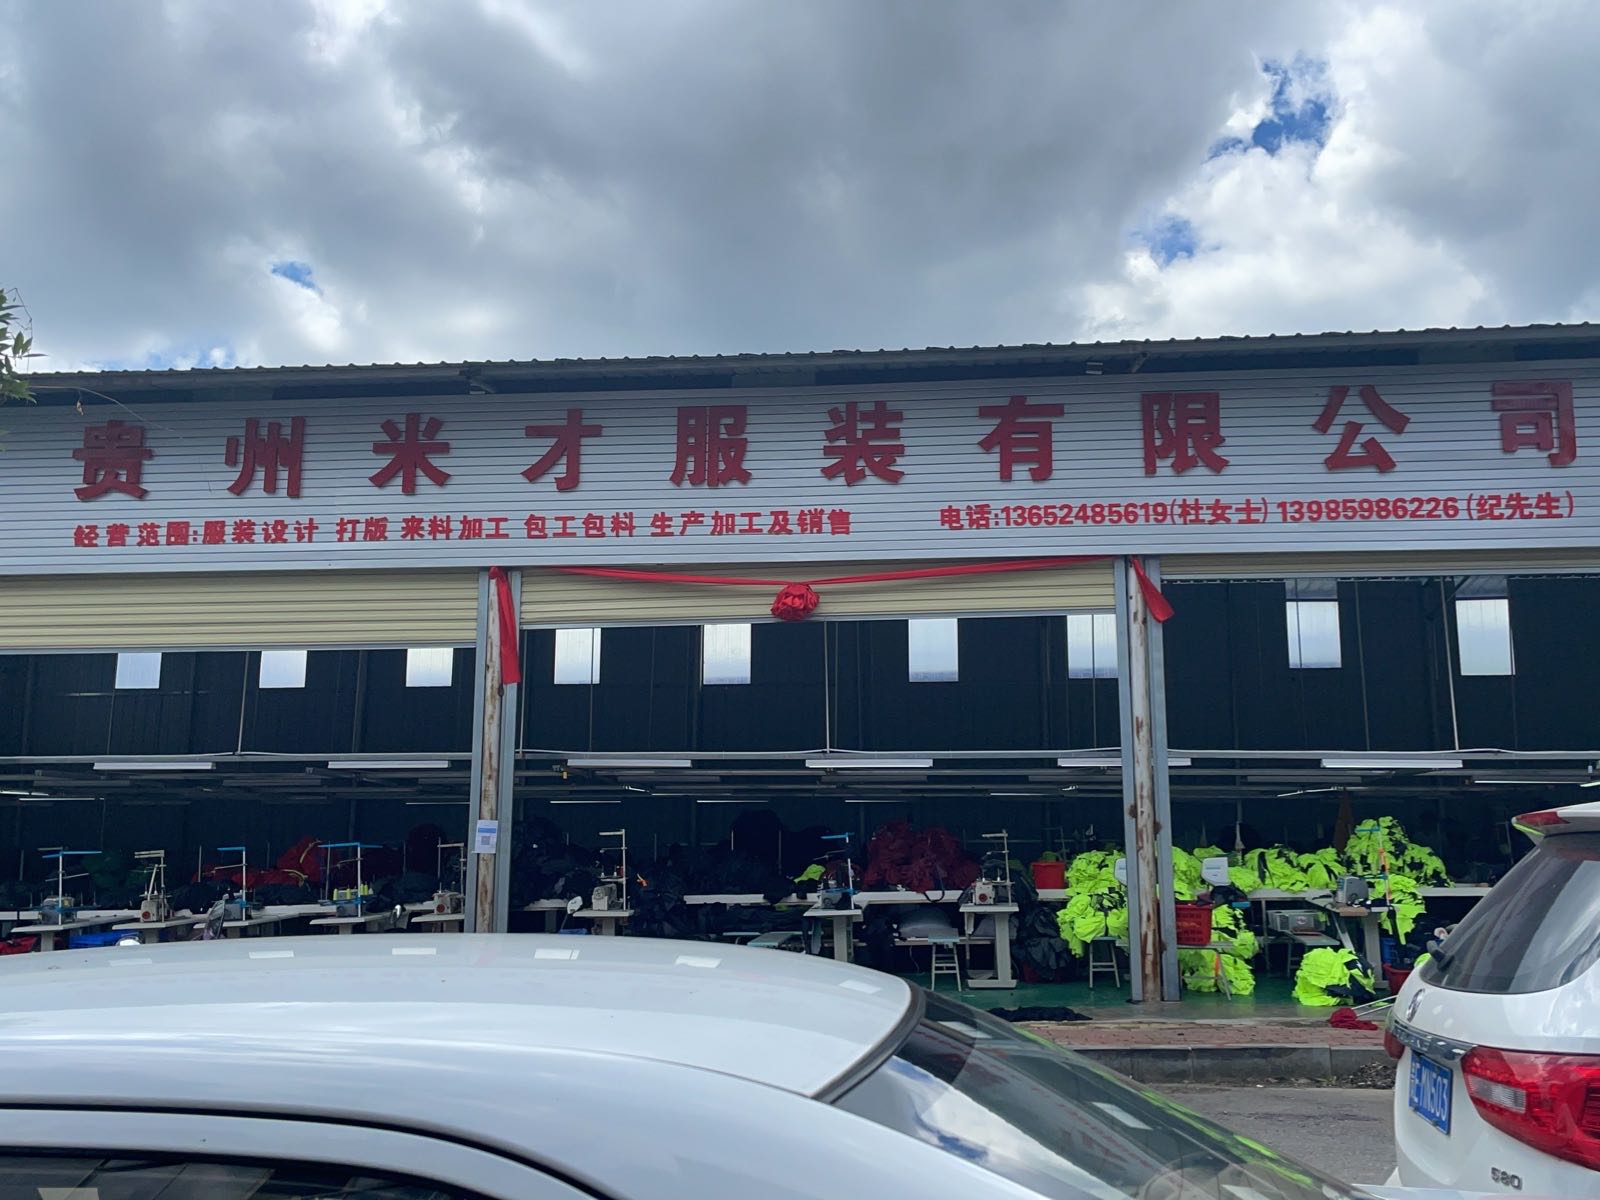 贵州米才服装有限公司
经营范围:服装设计 打版 来料加工 包工包料 生产加工及销售
电话:13652485619(杜女士) 13985986226(纪先生)
580